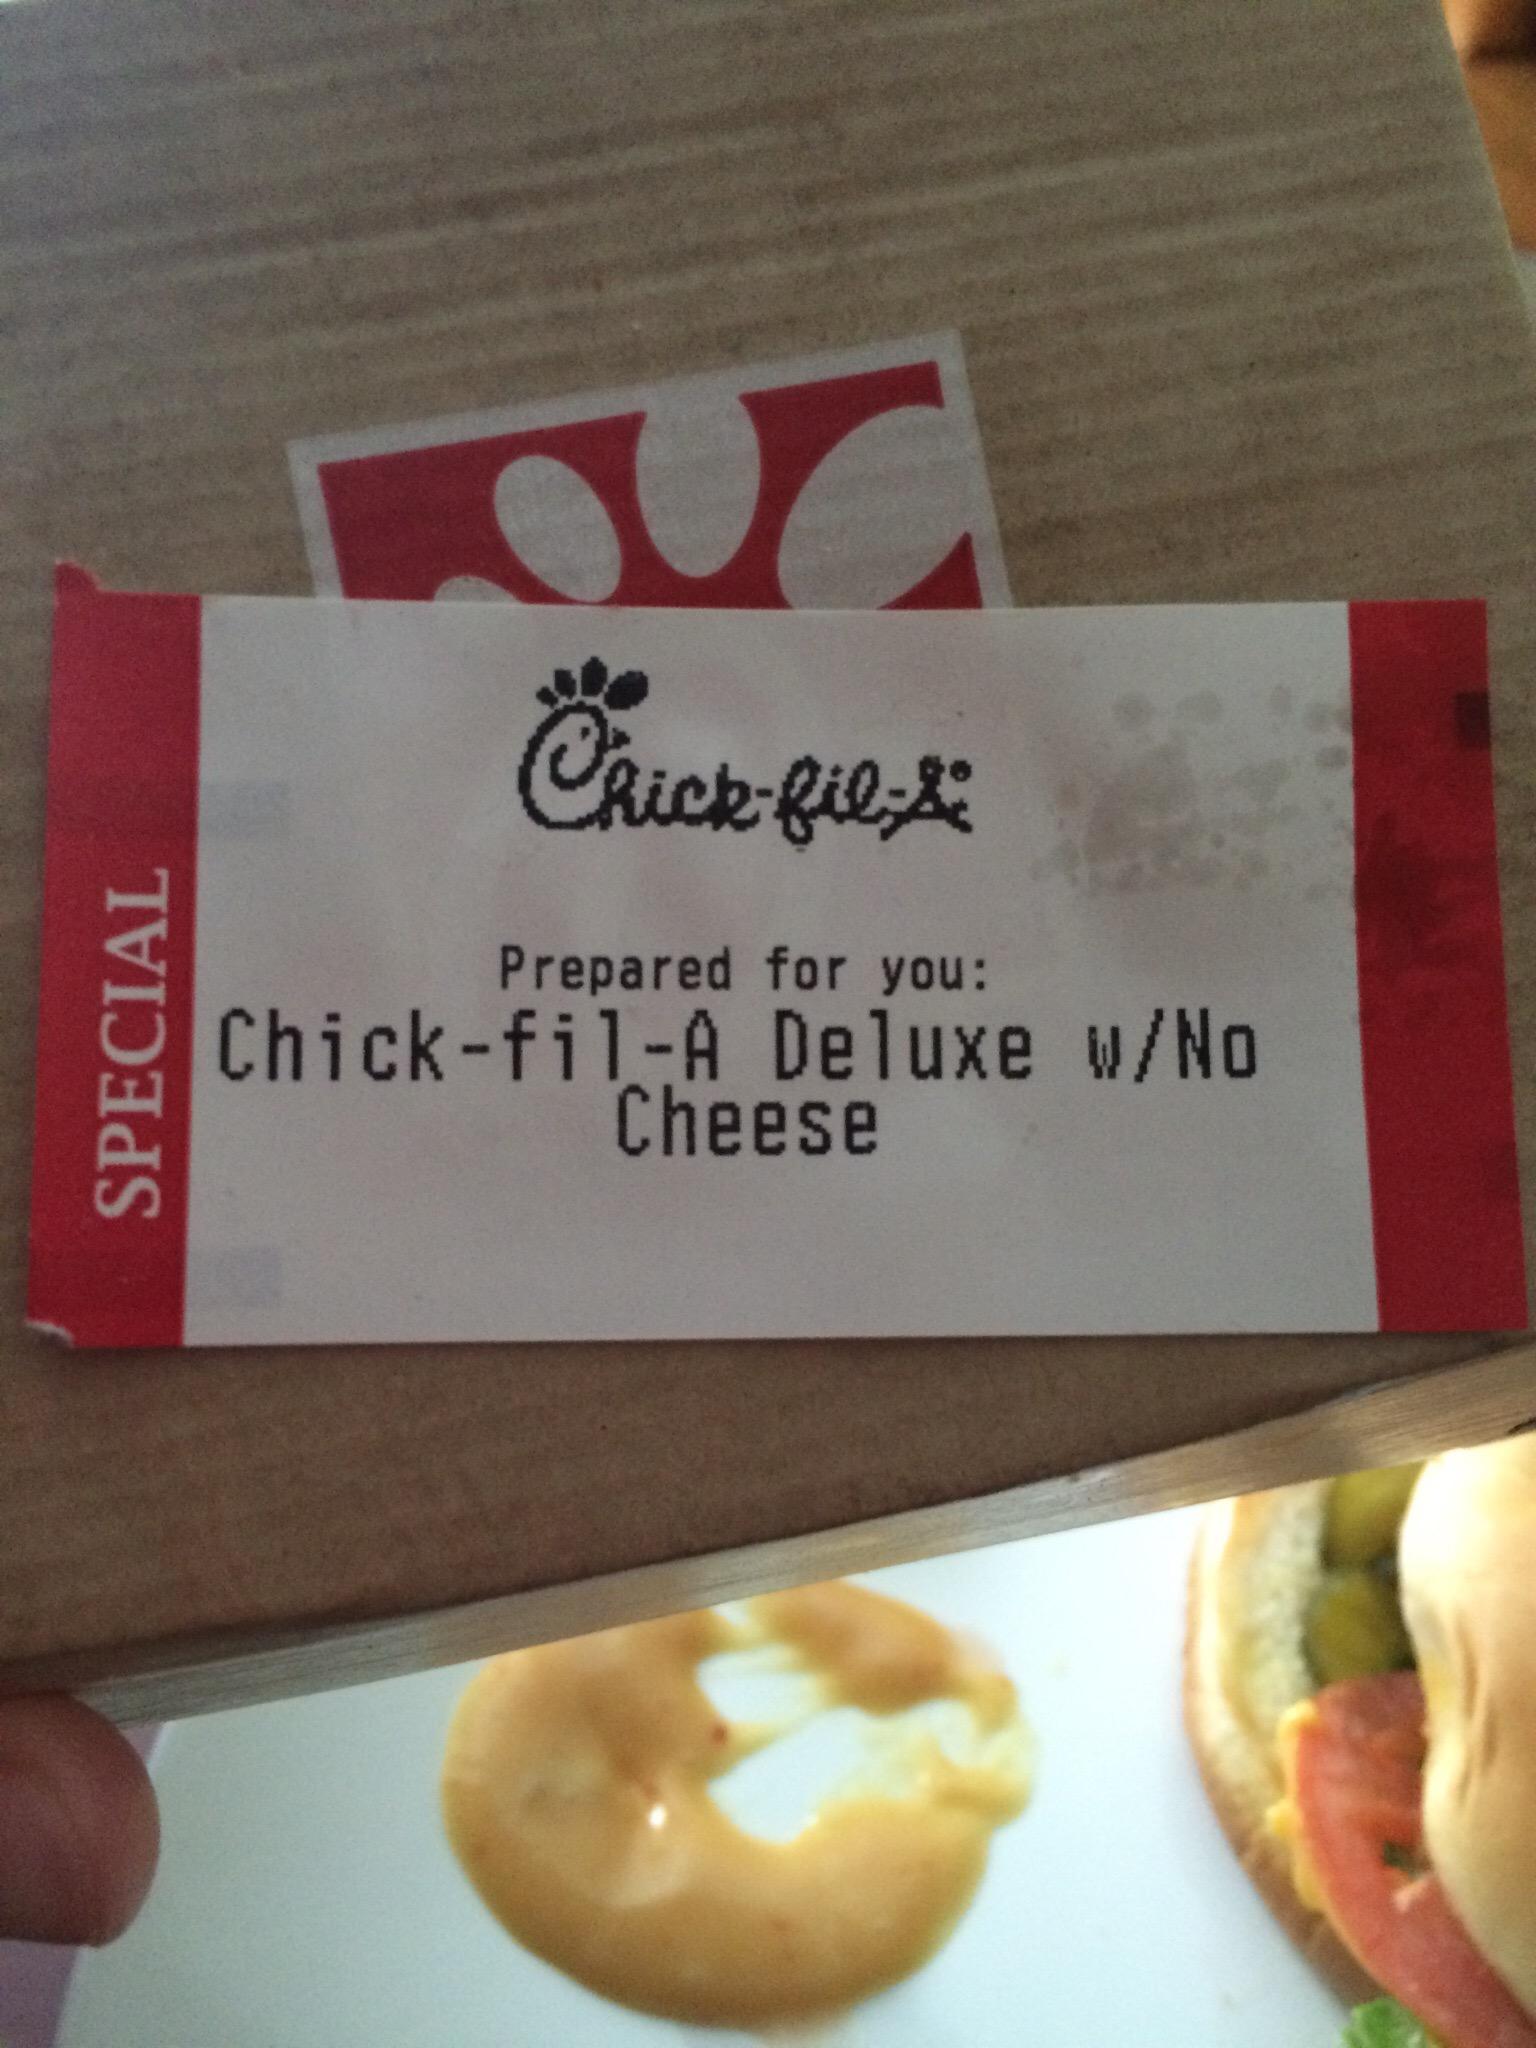 SPECIAL
Chick-fil-A®
Prepared for you:
Chick-fil-A Deluxe w/No
Cheese